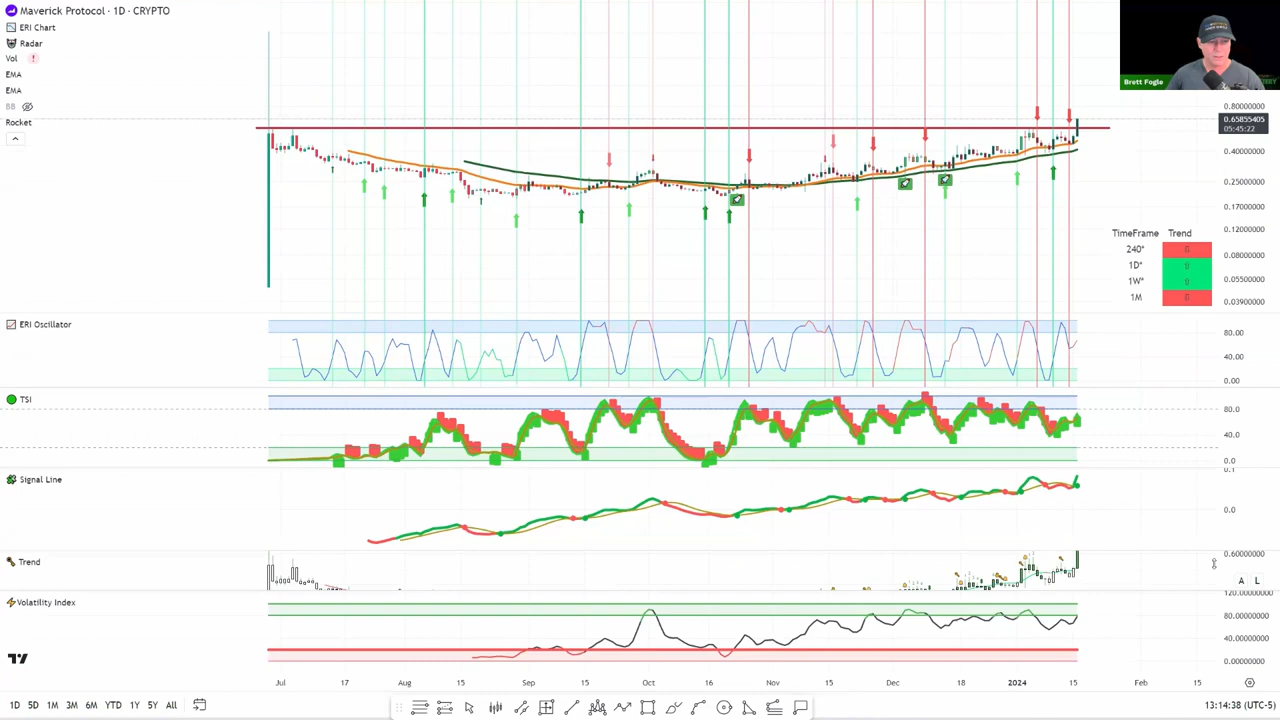 Maverick Protocol · 1D · CRYPTO
ERI Chart
Radar
Vol
EMA
EMA
BB
Rocket
Brett Fogle
0.80000000
0.65855405
05:45:22
0.40000000
0.25000000
0.17000000
0.12000000
0.08000000
0.05500000
0.03900000
TimeFrame Trend
240*
1D*
1W*
1M
ERI Oscillator
80.00
40.00
0.00
TSI
80.0
40.0
0.0
Signal Line
0.1
0.0
Trend
0.60000000
A L
Volatility Index
120.00000000
80.00000000
40.00000000
0.00000000
Jul 17 Aug 15 Sep 15 Oct 16 Nov 15 Dec 18 2024 15 Feb 15
1D 5D 1M 3M 6M YTD 1Y 5Y All
13:14:38 (UTC-5)